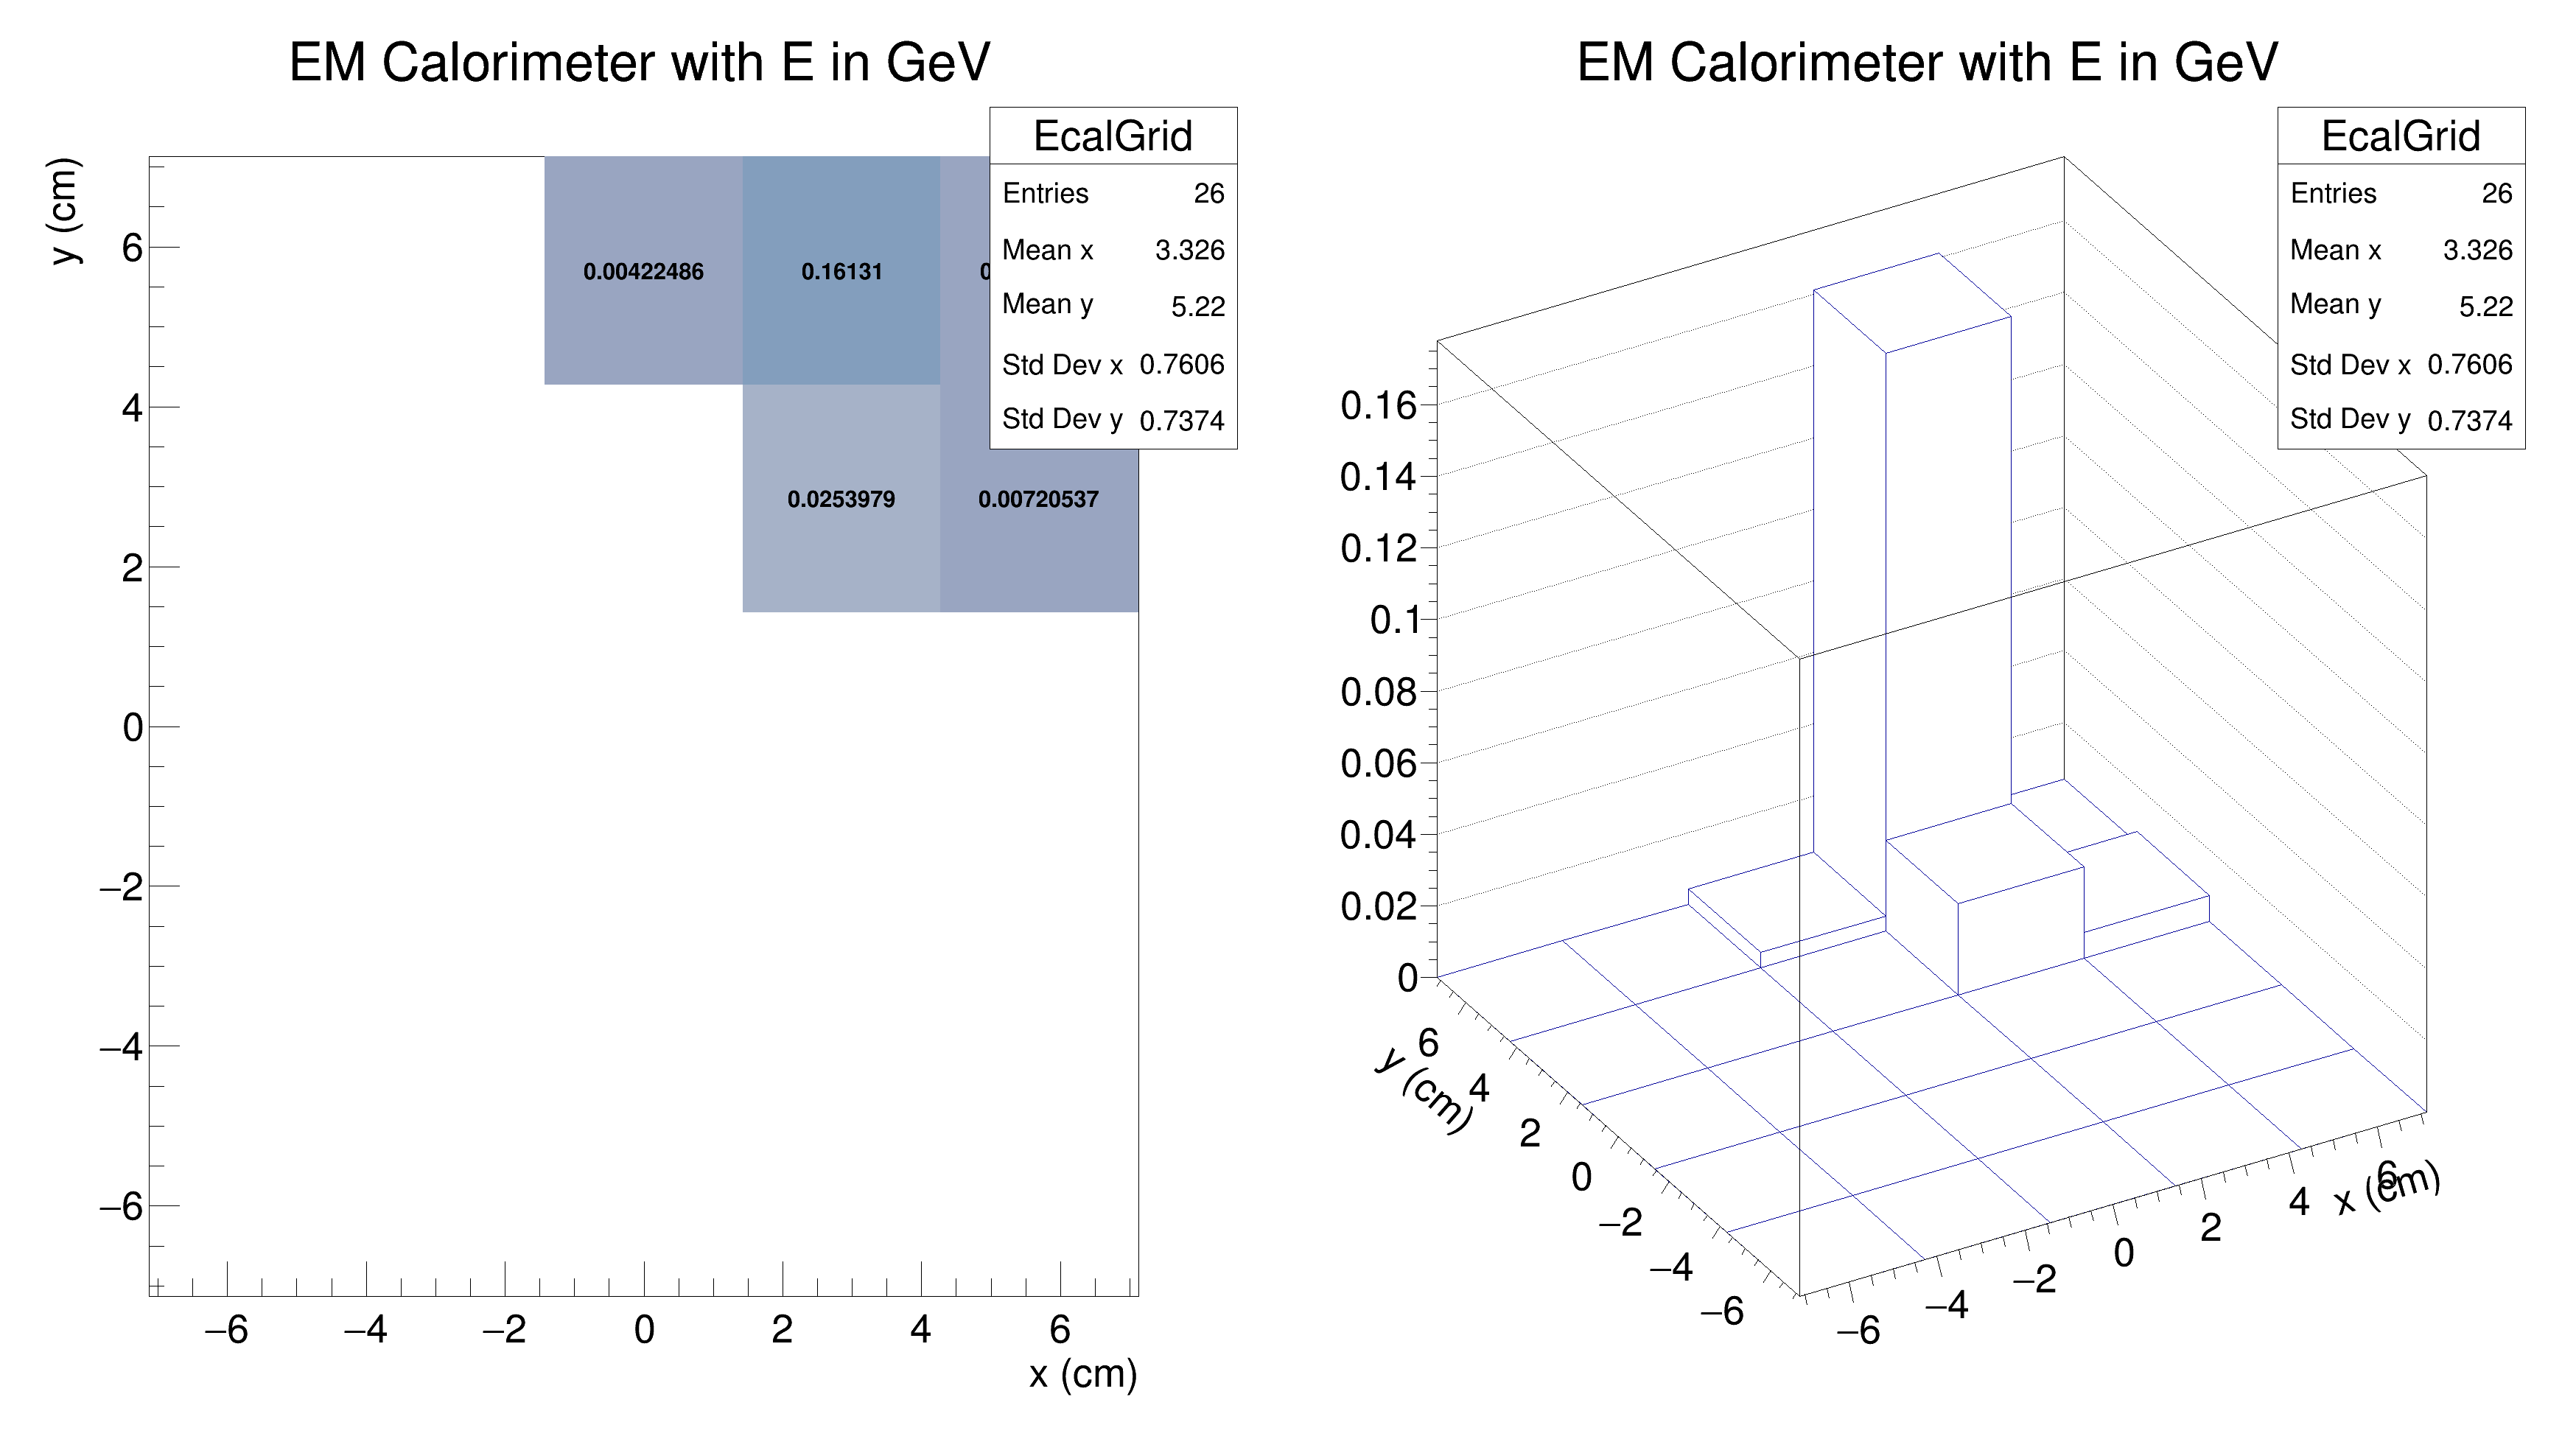 EM Calorimeter with E in GeV
EcalGrid
Entries 26
Mean x 3.326
Mean y 5.22
Std Dev x 0.7606
Std Dev y 0.7374
y (cm)
6
4
2
0
−2
−4
−6
0.00422486
0.16131
0.0253979
0.00720537
−6 −4 −2 0 2 4 6
x (cm)
EM Calorimeter with E in GeV
EcalGrid
Entries 26
Mean x 3.326
Mean y 5.22
Std Dev x 0.7606
Std Dev y 0.7374
0.16
0.14
0.12
0.1
0.08
0.06
0.04
0.02
0
y (cm)
6
4
2
0
−2
−4
−6
−6 −4 −2 0 2 4 6
x (cm)